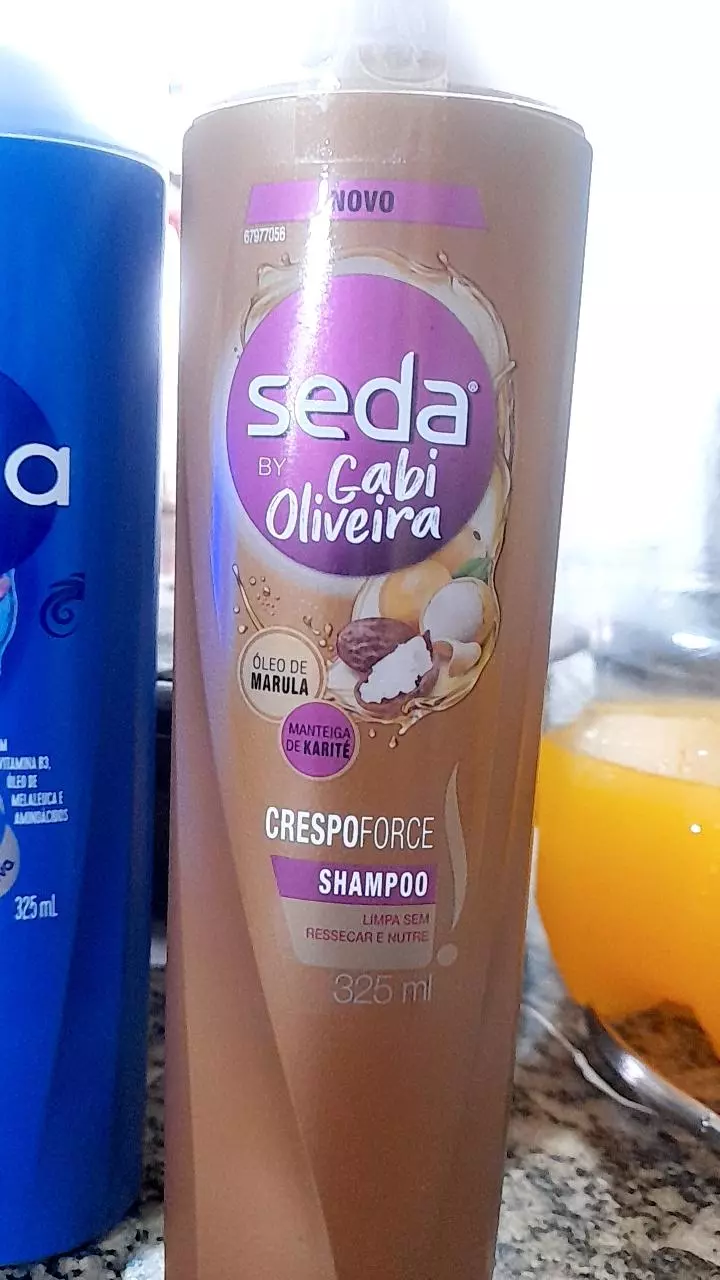 NOVO
67977056
seda®
BY Gabi
Oliveira
ÓLEO DE
MARULA
MANTEIGA
DE KARITÉ
CRESPOFORCE
SHAMPOO
LIMPA SEM
RESSECAR E NUTRE
325 ml
a
VITAMINA B3,
ÓLEO DE
MELALEUCA E
AMINOÁCIDOS
325 mL